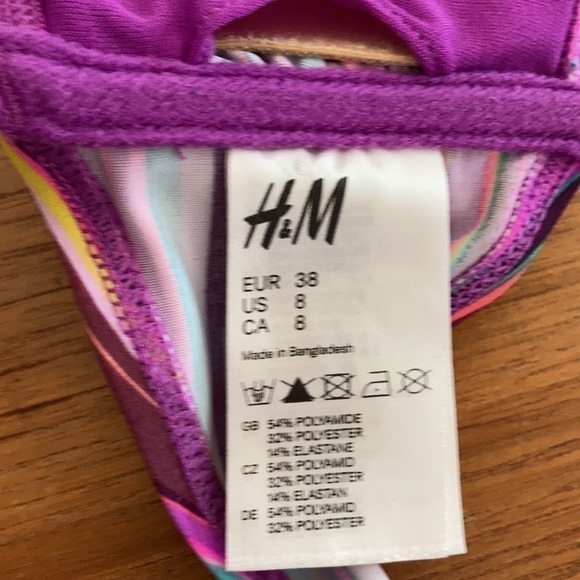 H&M
EUR 38
US 8
CA 8
Made in Bangladesh
GB 54% POLYAMIDE
32% POLYESTER
14% ELASTANE
CZ 54% POLYAMID
32% POLYESTER
14% ELASTAN
DE 54% POLYAMID
32% POLYESTER